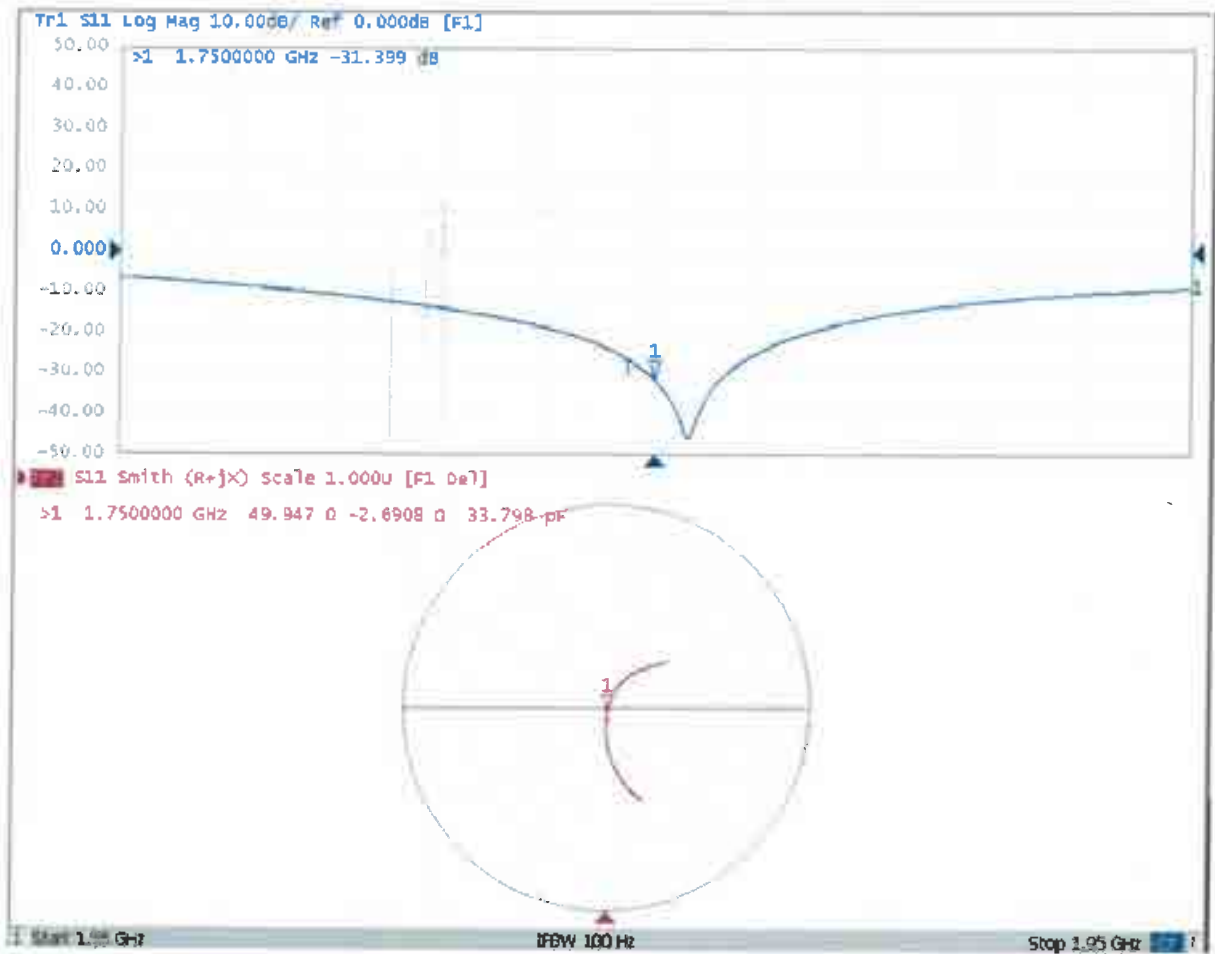 Tr1 S11 Log Mag 10.00dB/ Ref 0.000dB [F1]
50.00
>1 1.7500000 GHz -31.399 dB
40.00
30.00
20.00
10.00
0.000
-10.00
-20.00
-30.00
1
-40.00
-50.00
S11 Smith (R+jX) Scale 1.000U [F1 Del]
>1 1.7500000 GHz 49.947 Ω -2.6908 Ω 33.798 pF
1
1 Start GHz IFBW 100 Hz Stop 1.95 GHz